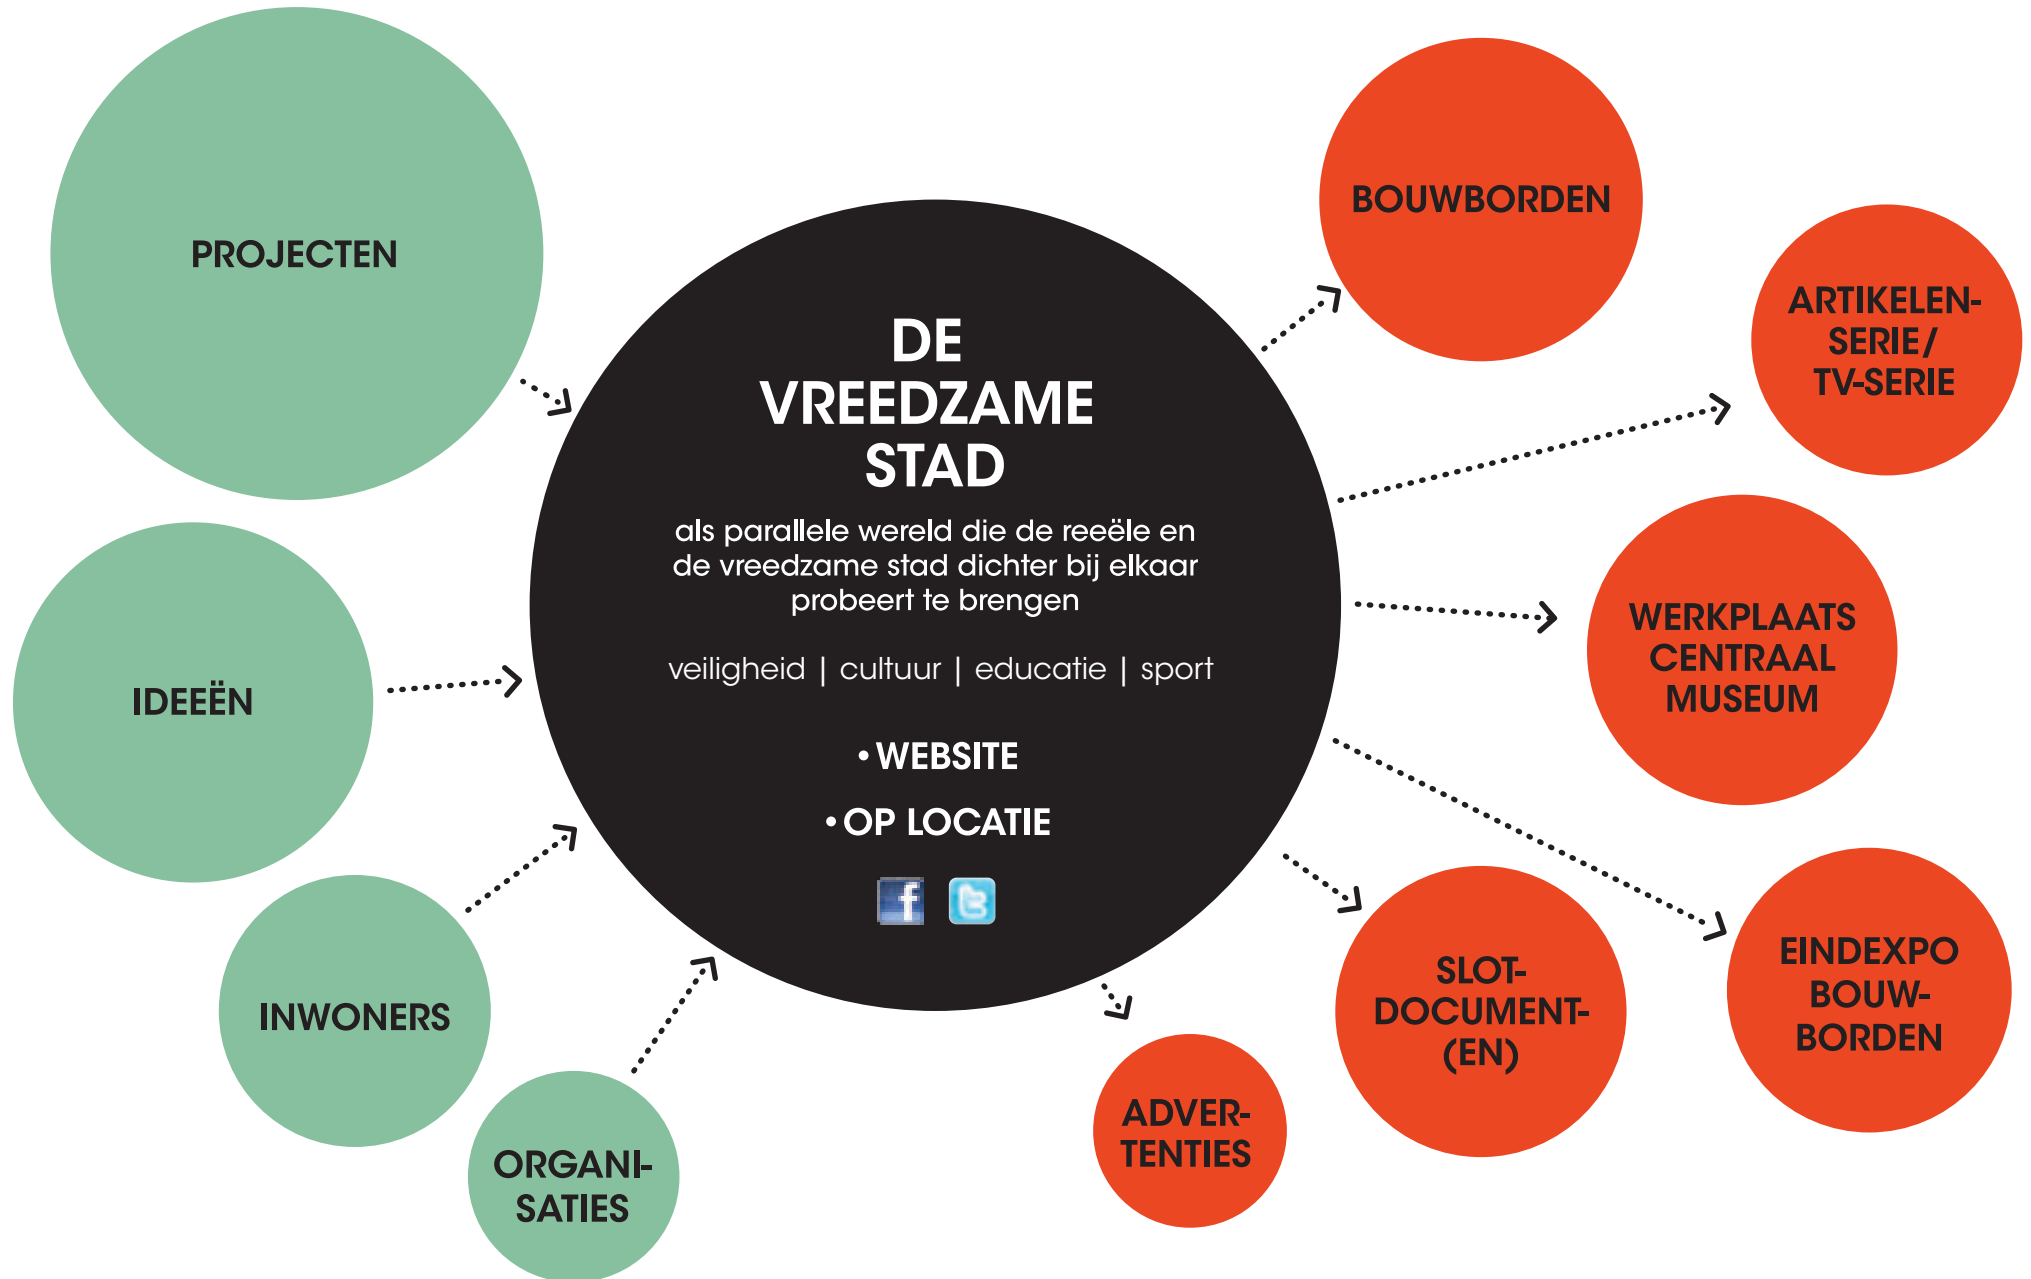 PROJECTEN
IDEEËN
INWONERS
ORGANI-
SATIES
DE
VREEDZAME
STAD
als parallele wereld die de reeële en
de vreedzame stad dichter bij elkaar
probeert te brengen
veiligheid | cultuur | educatie | sport
• WEBSITE
• OP LOCATIE
BOUWBORDEN
ARTIKELEN-
SERIE/
TV-SERIE
WERKPLAATS
CENTRAAL
MUSEUM
EINDEXPO
BOUW-
BORDEN
SLOT-
DOCUMENT-
(EN)
ADVER-
TENTIES